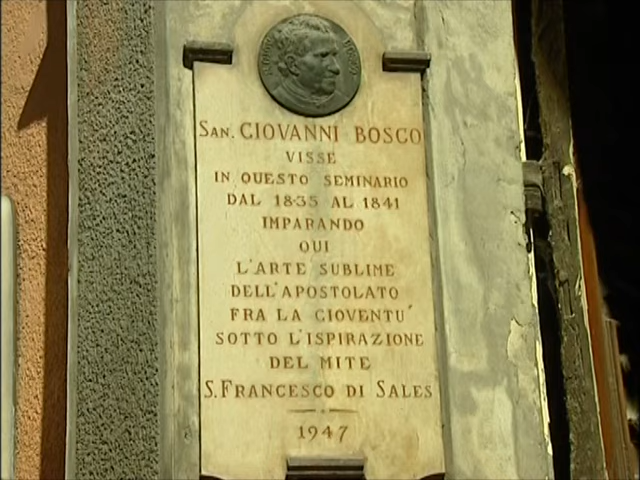 SAN. GIOVANNI BOSCO
VISSE
IN QUESTO SEMINARIO
DAL 1835 AL 1841
IMPARANDO
QUI
L'ARTE SUBLIME
DELL'APOSTOLATO
FRA LA GIOVENTU'
SOTTO L'ISPIRAZIONE
DEL MITE
S. FRANCESCO DI SALES
1947